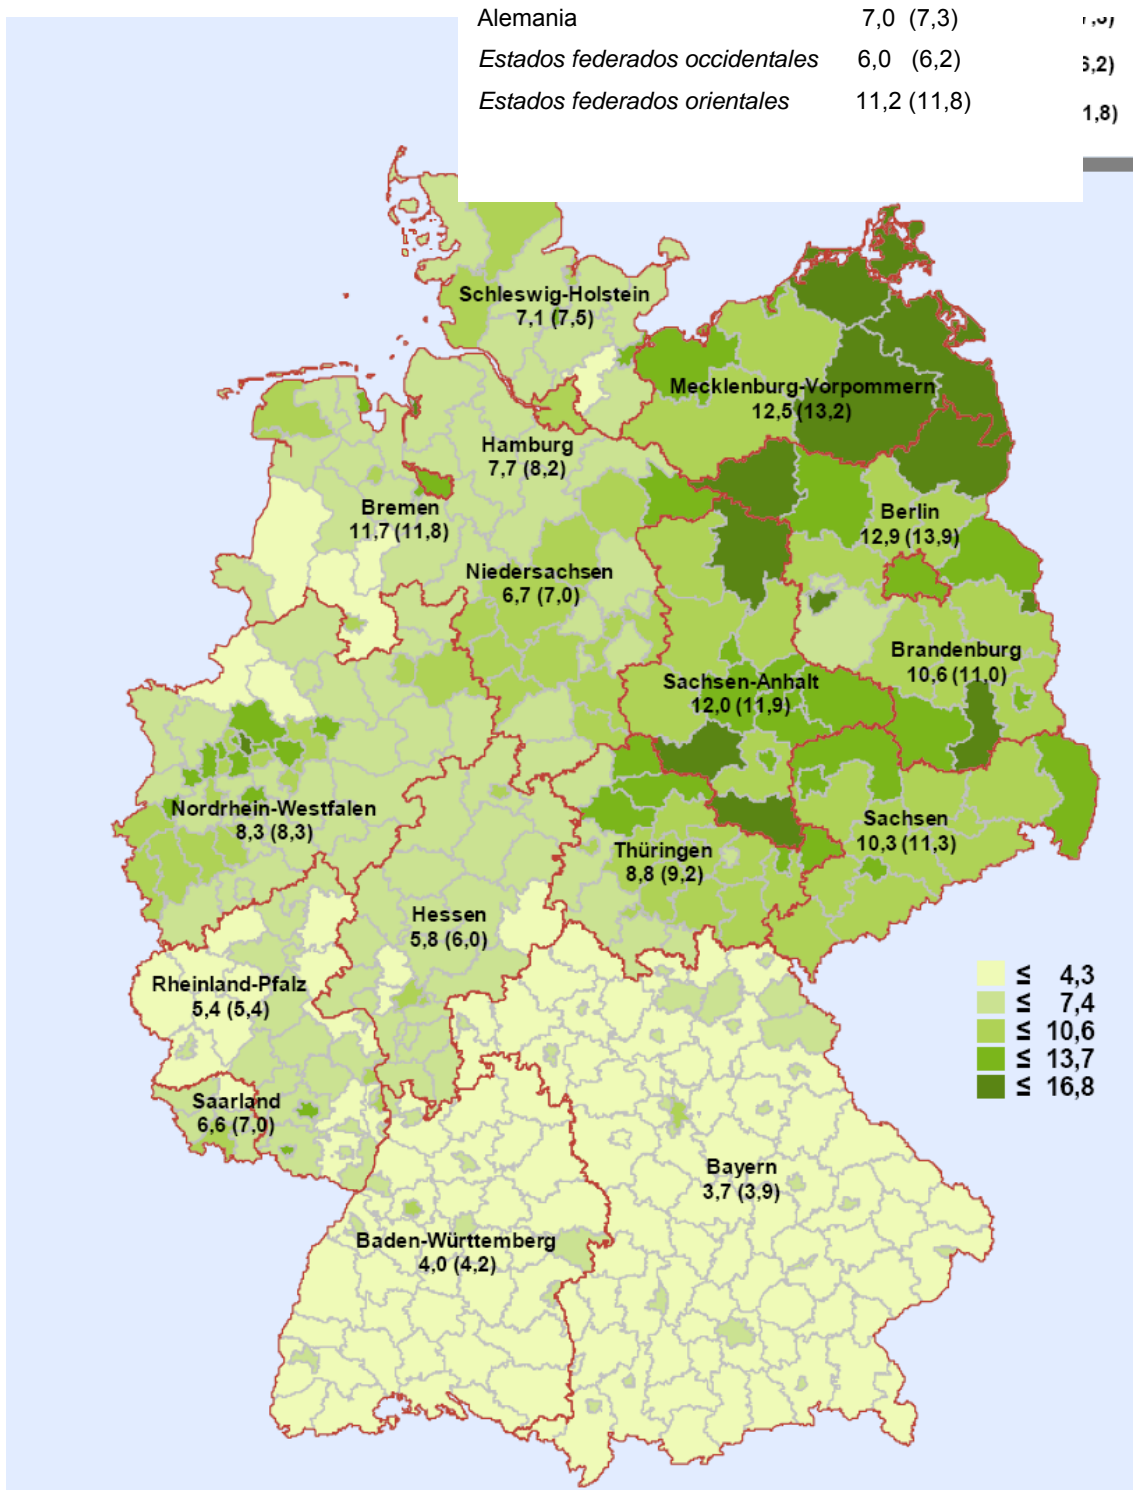 Alemania 7,0 (7,3)
Estados federados occidentales 6,0 (6,2)
6,2)
Estados federados orientales 11,2 (11,8)
1,8)
Schleswig-Holstein
7,1 (7,5)
Mecklenburg-Vorpommern
12,5 (13,2)
Hamburg
7,7 (8,2)
Bremen
11,7 (11,8)
Berlin
12,9 (13,9)
Niedersachsen
6,7 (7,0)
Brandenburg
10,6 (11,0)
Sachsen-Anhalt
12,0 (11,9)
Nordrhein-Westfalen
8,3 (8,3)
Sachsen
10,3 (11,3)
Thüringen
8,8 (9,2)
Hessen
5,8 (6,0)
Rheinland-Pfalz
5,4 (5,4)
≤ 4,3
≤ 7,4
≤ 10,6
≤ 13,7
≤ 16,8
Saarland
6,6 (7,0)
Bayern
3,7 (3,9)
Baden-Württemberg
4,0 (4,2)